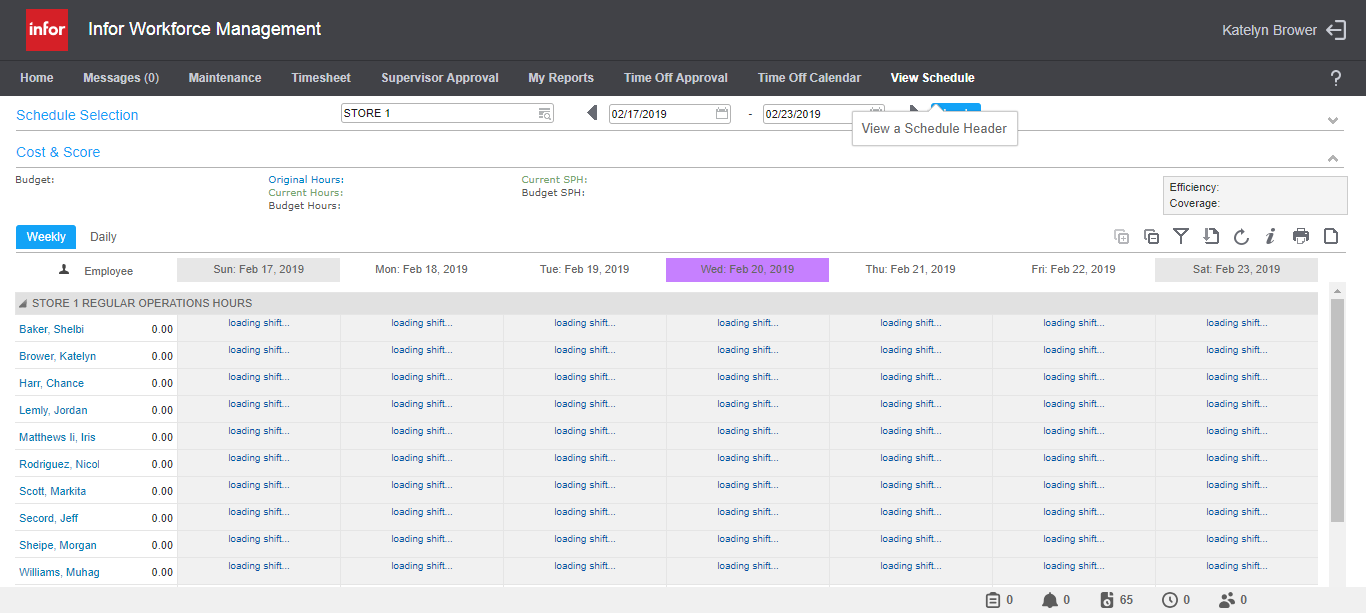 infor Infor Workforce Management Katelyn Brower
Home Messages (0) Maintenance Timesheet Supervisor Approval My Reports Time Off Approval Time Off Calendar View Schedule ?
Schedule Selection STORE 1 02/17/2019 - 02/23/2019
View a Schedule Header
Cost & Score
Budget: Original Hours: Current SPH:
Current Hours: Budget SPH:
Budget Hours:
Efficiency:
Coverage:
Weekly Daily
Employee Sun: Feb 17, 2019 Mon: Feb 18, 2019 Tue: Feb 19, 2019 Wed: Feb 20, 2019 Thu: Feb 21, 2019 Fri: Feb 22, 2019 Sat: Feb 23, 2019
STORE 1 REGULAR OPERATIONS HOURS
Baker, Shelbi 0.00 loading shift... loading shift... loading shift... loading shift... loading shift... loading shift... loading shift...
Brower, Katelyn 0.00 loading shift... loading shift... loading shift... loading shift... loading shift... loading shift... loading shift...
Harr, Chance 0.00 loading shift... loading shift... loading shift... loading shift... loading shift... loading shift... loading shift...
Lemly, Jordan 0.00 loading shift... loading shift... loading shift... loading shift... loading shift... loading shift... loading shift...
Matthews Ii, Iris 0.00 loading shift... loading shift... loading shift... loading shift... loading shift... loading shift... loading shift...
Rodriguez, Nicol 0.00 loading shift... loading shift... loading shift... loading shift... loading shift... loading shift... loading shift...
Scott, Markita 0.00 loading shift... loading shift... loading shift... loading shift... loading shift... loading shift... loading shift...
Secord, Jeff 0.00 loading shift... loading shift... loading shift... loading shift... loading shift... loading shift... loading shift...
Sheipe, Morgan 0.00 loading shift... loading shift... loading shift... loading shift... loading shift... loading shift... loading shift...
Williams, Muhag 0.00 loading shift... loading shift... loading shift... loading shift... loading shift... loading shift... loading shift...
0 0 65 0 0